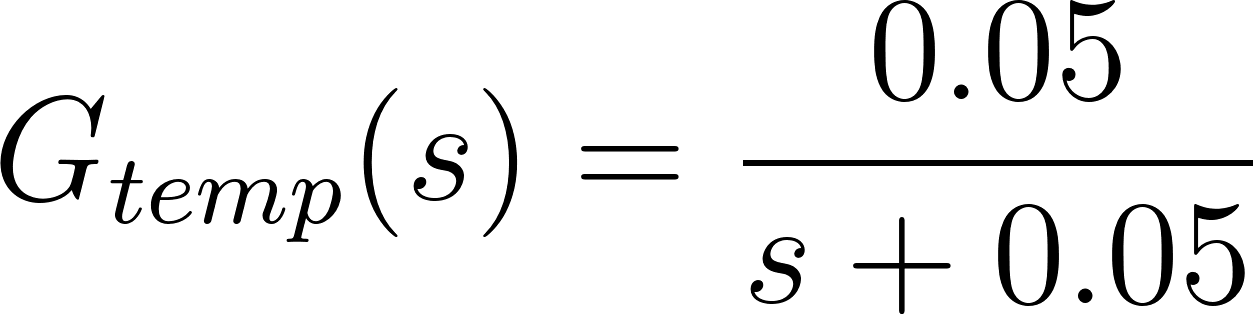 G_{temp}(s) = \frac{0.05}{s + 0.05}